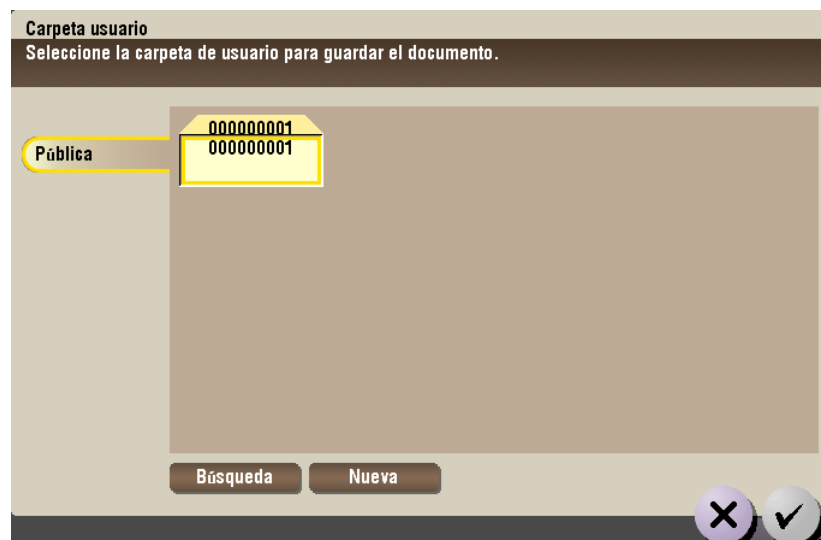 Carpeta usuario
Seleccione la carpeta de usuario para guardar el documento.
000000001
000000001
Pública
Búsqueda
Nueva